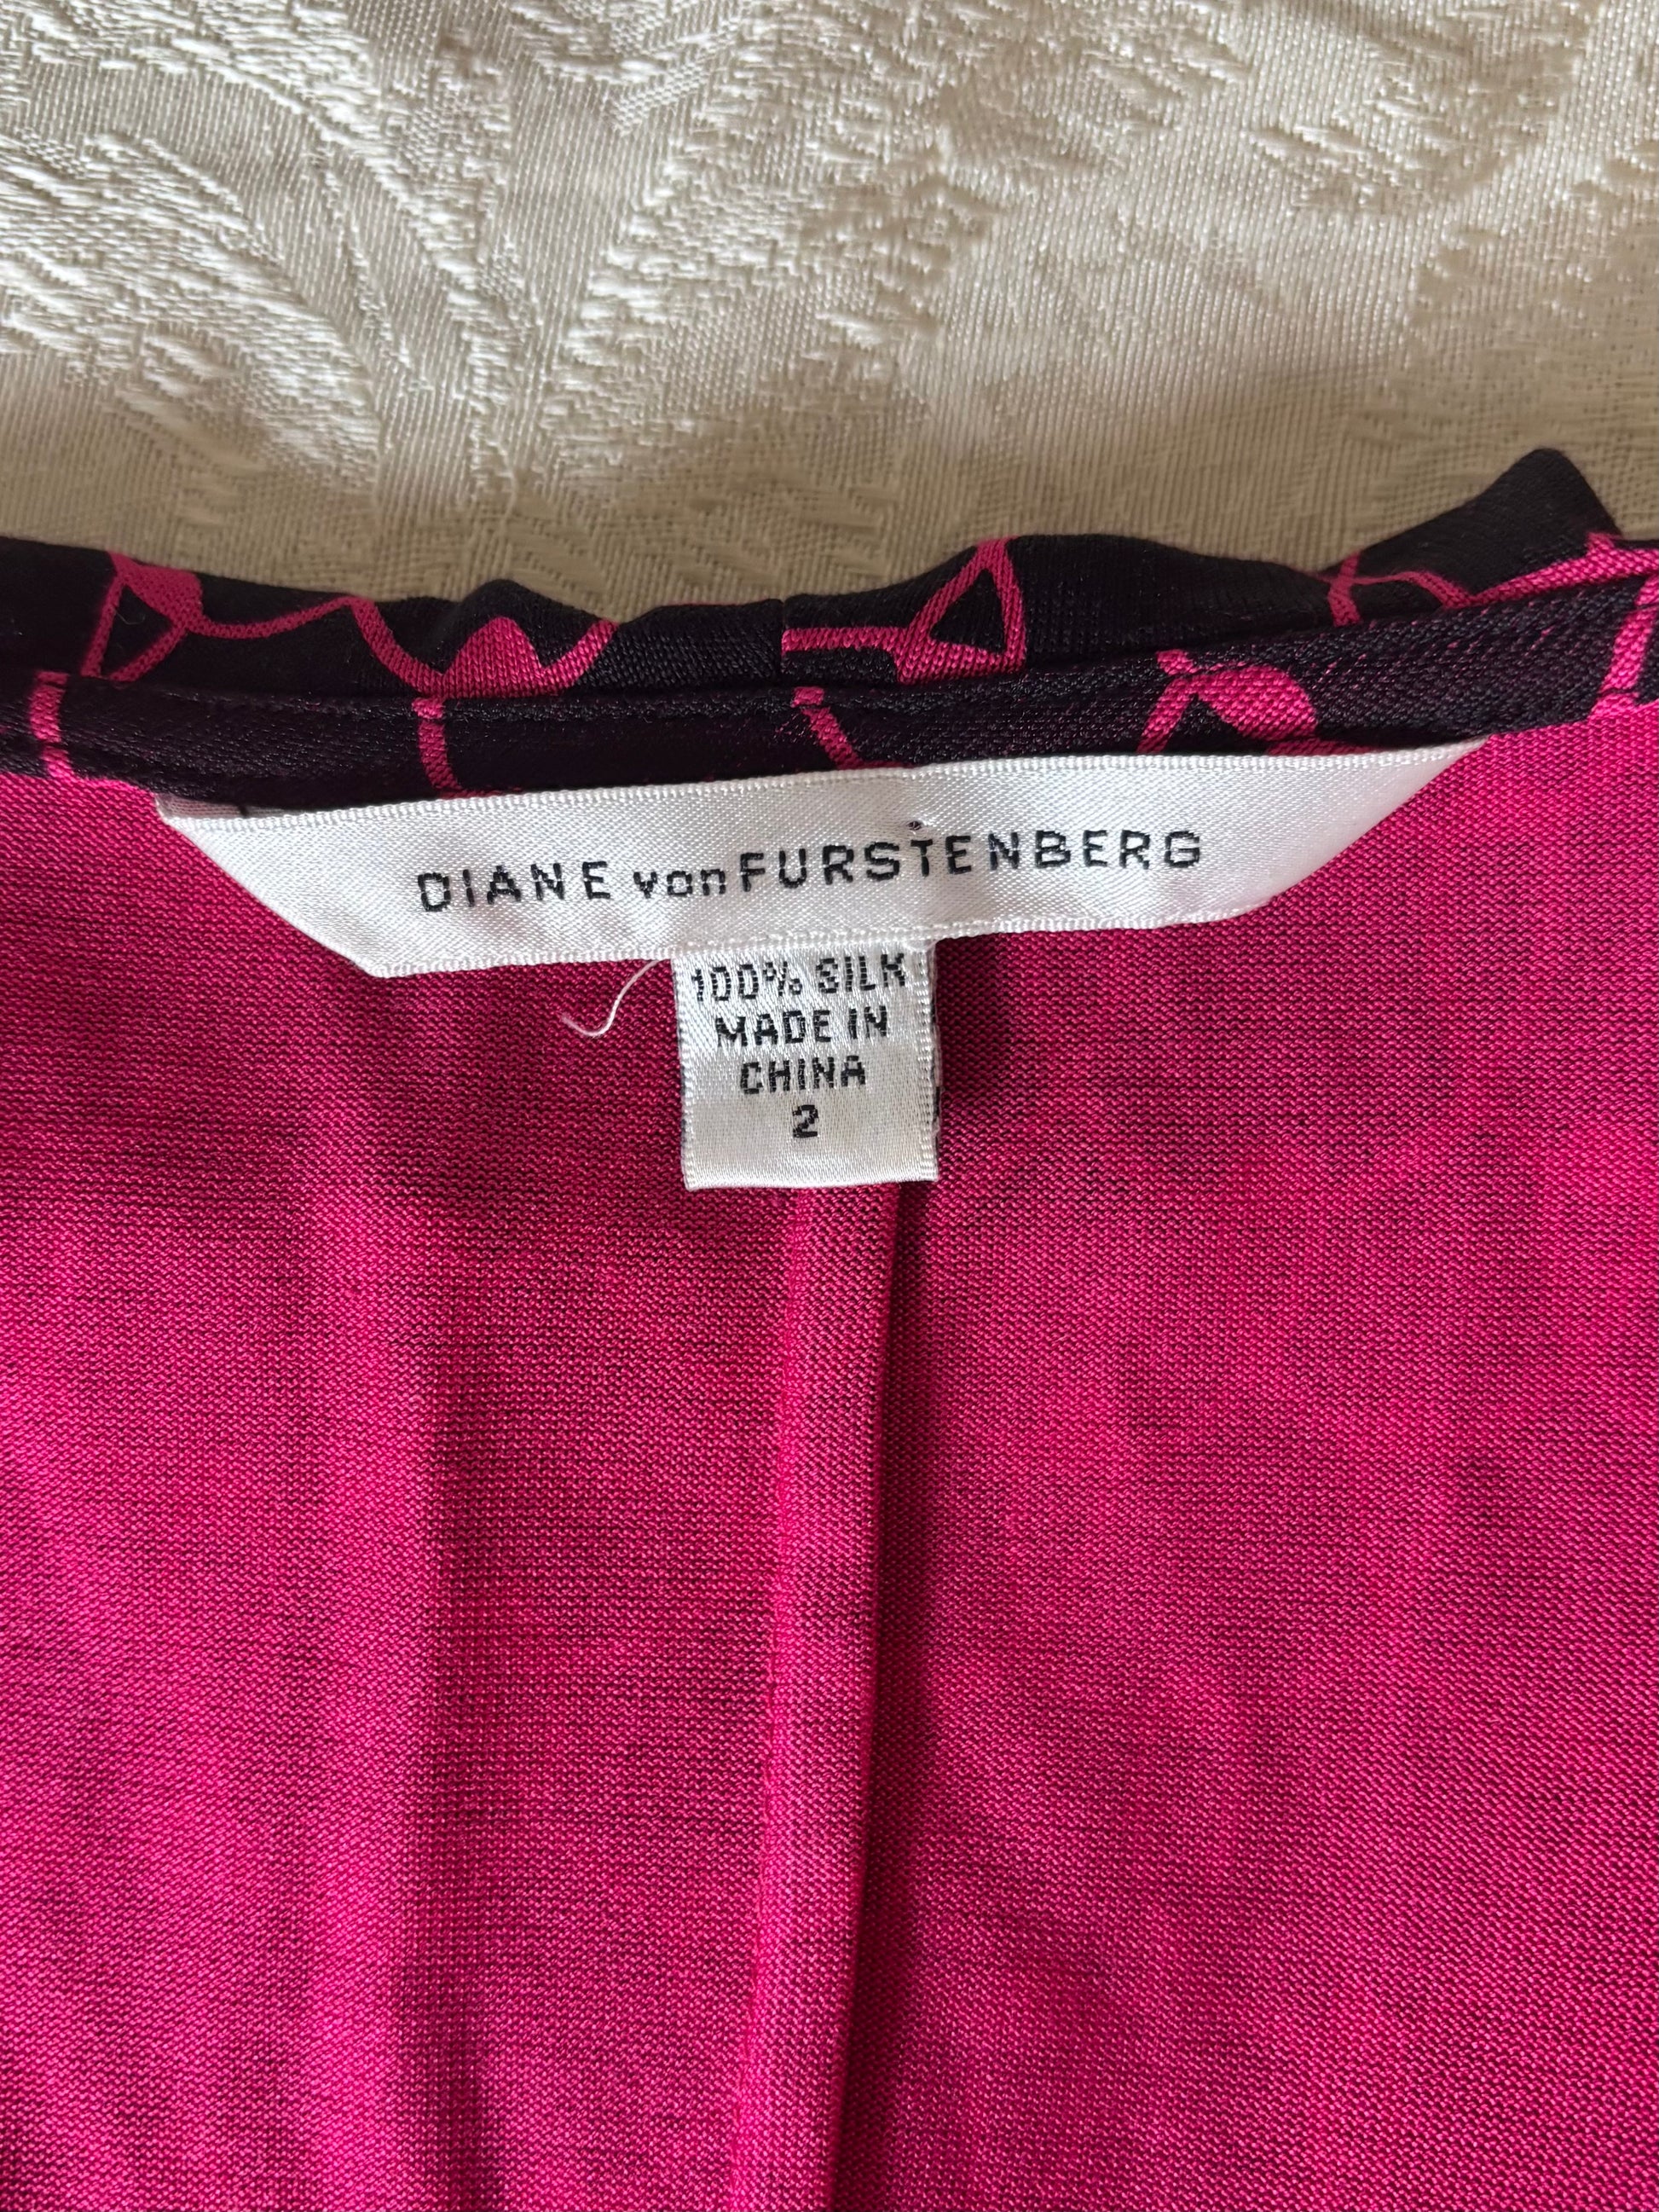 DIANE von FURSTENBERG
100% SILK
MADE IN
CHINA
2